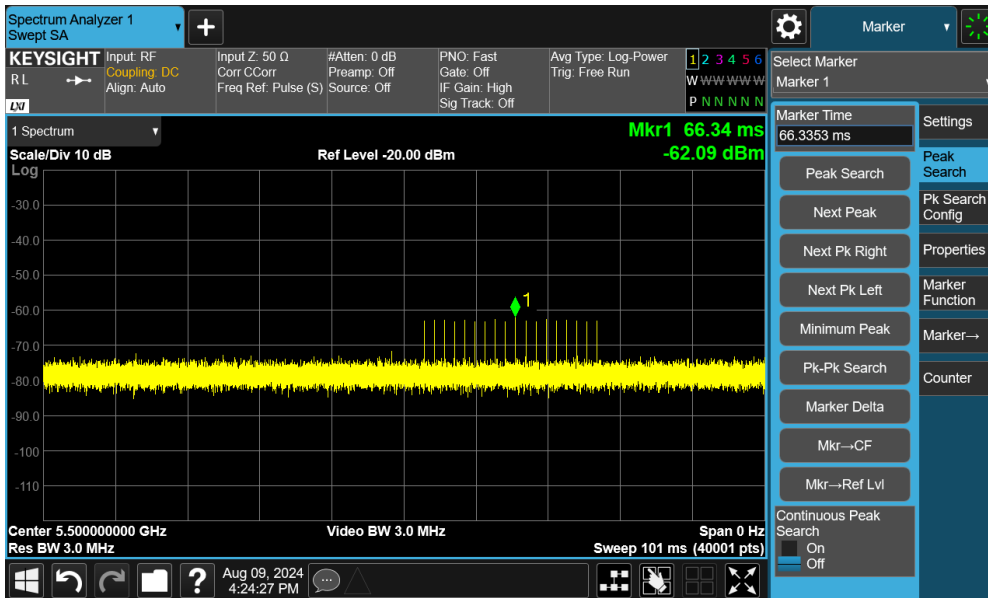 Spectrum Analyzer 1
Swept SA
Marker
KEYSIGHT
RL
LXI
Input: RF
Coupling: DC
Align: Auto
Input Z: 50 Ω
Corr CCorr
Freq Ref: Pulse (S)
#Atten: 0 dB
Preamp: Off
Source: Off
PNO: Fast
Gate: Off
IF Gain: High
Sig Track: Off
Avg Type: Log-Power
Trig: Free Run
1 2 3 4 5 6
W W W W W W
P N N N N N
Select Marker
Marker 1
1 Spectrum
Scale/Div 10 dB
Ref Level -20.00 dBm
Mkr1 66.34 ms
-62.09 dBm
Log
-30.0
-40.0
-50.0
-60.0
-70.0
-80.0
-90.0
-100
-110
1
Center 5.500000000 GHz
Res BW 3.0 MHz
Video BW 3.0 MHz
Span 0 Hz
Sweep 101 ms (40001 pts)
Marker Time
66.3353 ms
Peak Search
Next Peak
Next Pk Right
Next Pk Left
Minimum Peak
Pk-Pk Search
Marker Delta
Mkr→CF
Mkr→Ref Lvl
Continuous Peak
Search
On
Off
Settings
Peak
Search
Pk Search
Config
Properties
Marker
Function
Marker→
Counter
?
Aug 09, 2024
4:24:27 PM